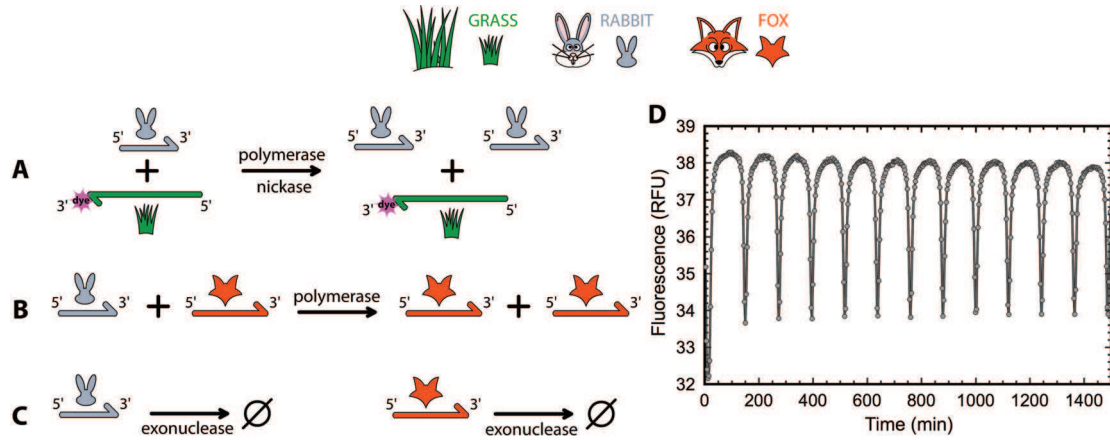 GRASS
RABBIT
FOX
A
5' 3'
polymerase
nickase
5' 3' 5' 3'
dye
3' 5'
dye
3' 5'
B
5' 3' 5' 3'
polymerase
5' 3' 5' 3'
C
5' 3'
exonuclease
5' 3'
exonuclease
D
39
38
37
36
35
34
33
32
Fluorescence (RFU)
0 200 400 600 800 1000 1200 1400
Time (min)